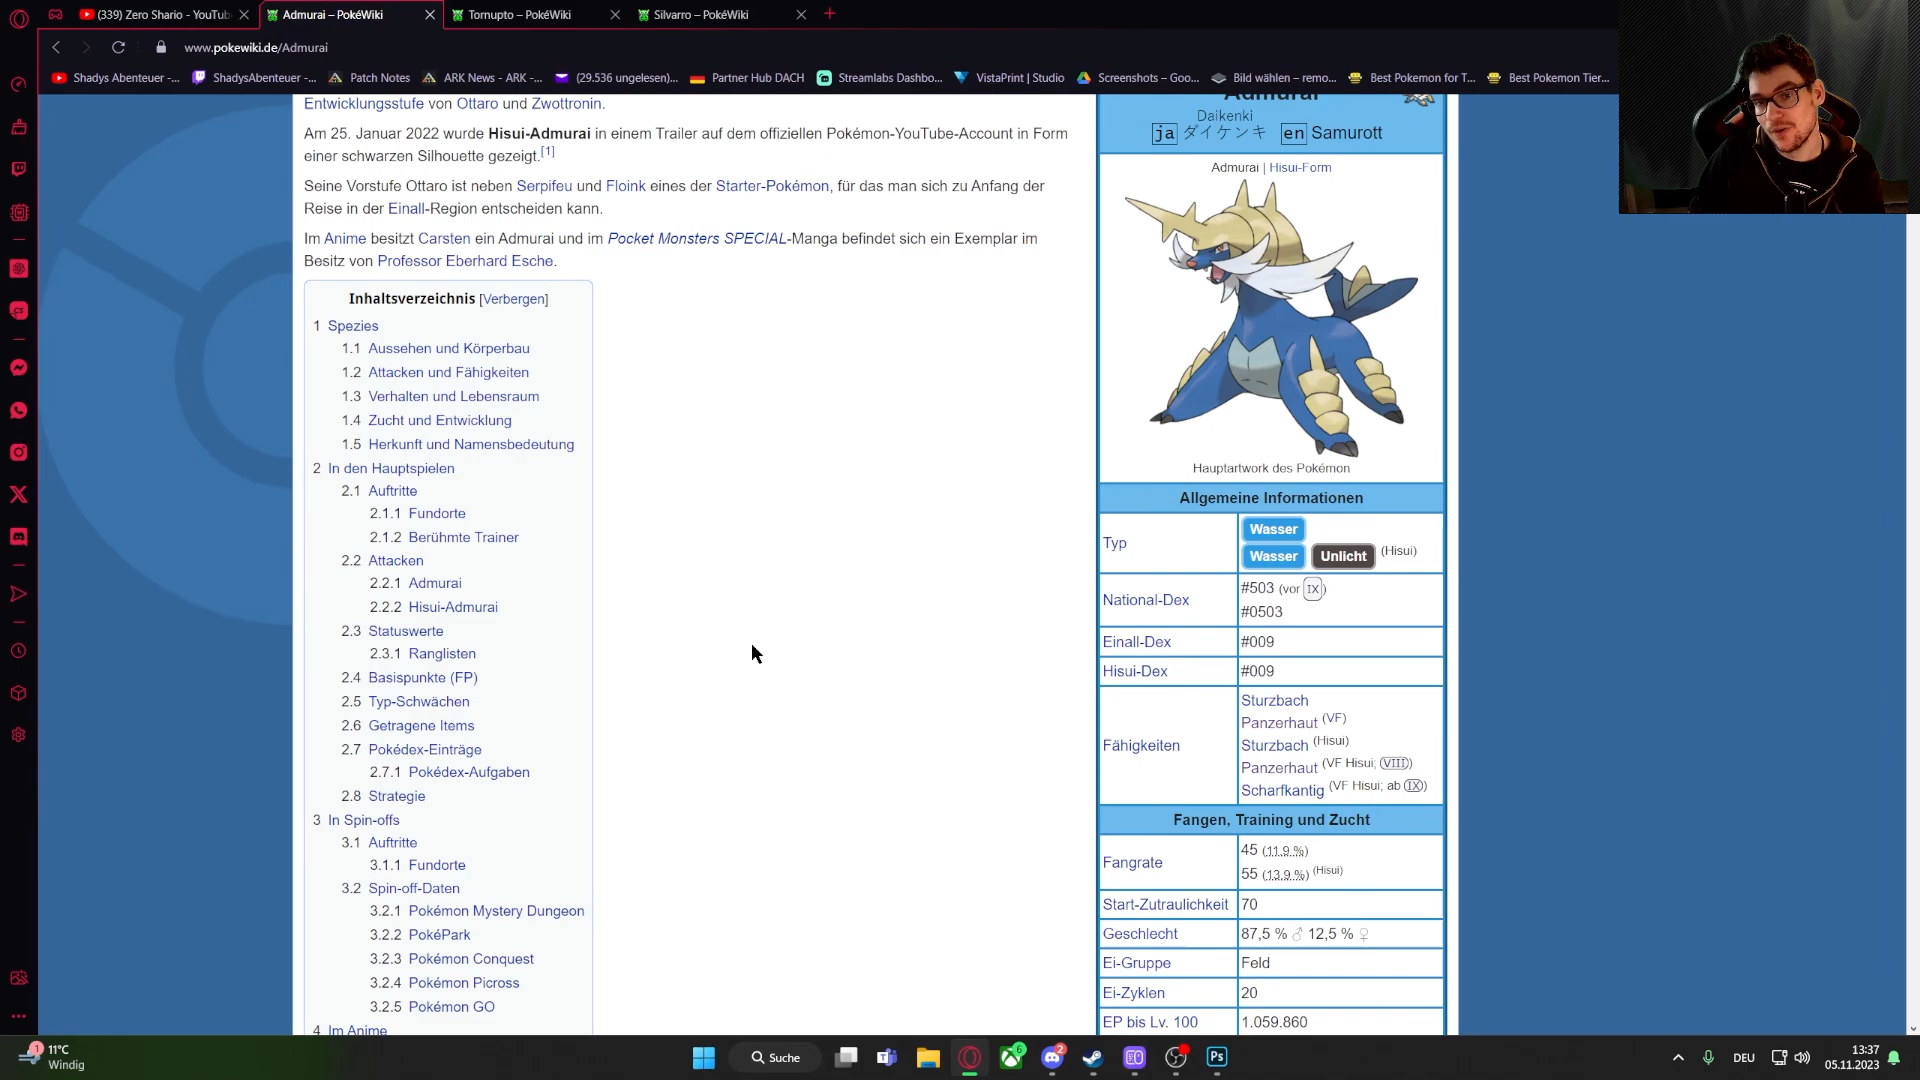 (339) Zero Shario - YouTub
Admurai – PokéWiki
Tornupto – PokéWiki
Silvarro – PokéWiki
www.pokewiki.de/Admurai
Shadys Abenteuer -...
ShadysAbenteuer -...
Patch Notes
ARK News - ARK -...
(29.536 ungelesen)...
Partner Hub DACH
Streamlabs Dashbo...
VistaPrint | Studio
Screenshots – Goo...
Bild wählen – remo...
Best Pokemon for T...
Best Pokemon Tier...
Entwicklungsstufe von Ottaro und Zwottronin.
Am 25. Januar 2022 wurde Hisui-Admurai in einem Trailer auf dem offiziellen Pokémon-YouTube-Account in Form
einer schwarzen Silhouette gezeigt.[1]
Seine Vorstufe Ottaro ist neben Serpifeu und Floink eines der Starter-Pokémon, für das man sich zu Anfang der
Reise in der Einall-Region entscheiden kann.
Im Anime besitzt Carsten ein Admurai und im Pocket Monsters SPECIAL-Manga befindet sich ein Exemplar im
Besitz von Professor Eberhard Esche.
Inhaltsverzeichnis [Verbergen]
1 Spezies
1.1 Aussehen und Körperbau
1.2 Attacken und Fähigkeiten
1.3 Verhalten und Lebensraum
1.4 Zucht und Entwicklung
1.5 Herkunft und Namensbedeutung
2 In den Hauptspielen
2.1 Auftritte
2.1.1 Fundorte
2.1.2 Berühmte Trainer
2.2 Attacken
2.2.1 Admurai
2.2.2 Hisui-Admurai
2.3 Statuswerte
2.3.1 Ranglisten
2.4 Basispunkte (FP)
2.5 Typ-Schwächen
2.6 Getragene Items
2.7 Pokédex-Einträge
2.7.1 Pokédex-Aufgaben
2.8 Strategie
3 In Spin-offs
3.1 Auftritte
3.1.1 Fundorte
3.2 Spin-off-Daten
3.2.1 Pokémon Mystery Dungeon
3.2.2 PokéPark
3.2.3 Pokémon Conquest
3.2.4 Pokémon Picross
3.2.5 Pokémon GO
4 Im Anime
Admurai
Daikenki
ja ダイケンキ en Samurott
Admurai | Hisui-Form
Hauptartwork des Pokémon
Allgemeine Informationen
Typ
Wasser
Wasser Unlicht (Hisui)
National-Dex
#503 (vor IX)
#0503
Einall-Dex #009
Hisui-Dex #009
Fähigkeiten
Sturzbach
Panzerhaut (VF)
Sturzbach (Hisui)
Panzerhaut (VF Hisui; VIII)
Scharfkantig (VF Hisui; ab IX)
Fangen, Training und Zucht
Fangrate
45 (11.9 %)
55 (13.9 %) (Hisui)
Start-Zutraulichkeit 70
Geschlecht 87,5 % ♂ 12,5 % ♀
Ei-Gruppe Feld
Ei-Zyklen 20
EP bis Lv. 100 1.059.860
1
11°C
Windig
Suche
6
2
Ps
DEU
13:37
05.11.2023